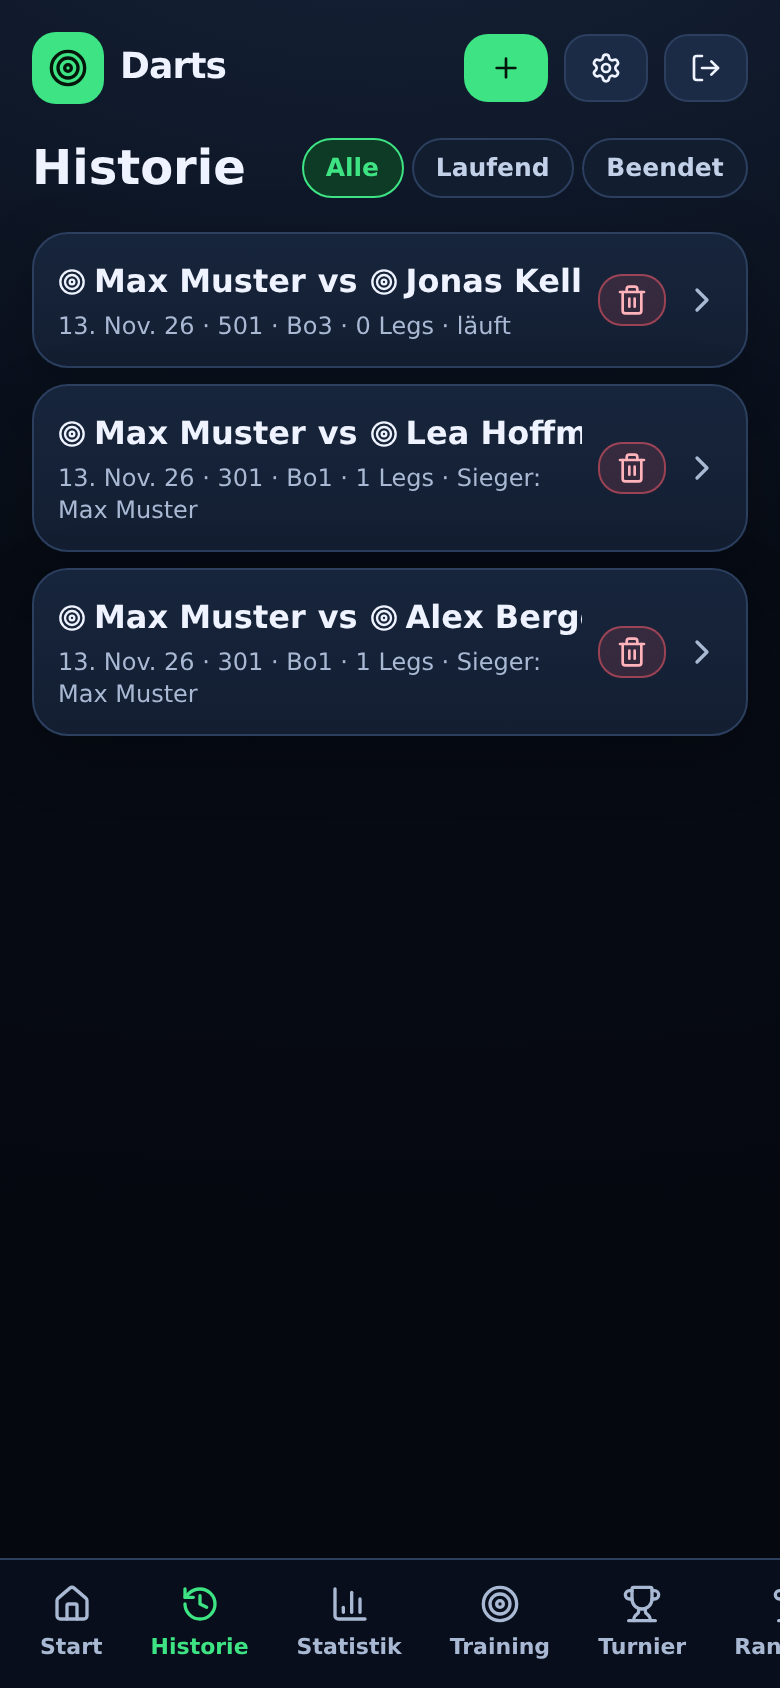 Darts
Historie
Alle
Laufend
Beendet
Max Muster vs Jonas Kell
13. Nov. 26 · 501 · Bo3 · 0 Legs · läuft
Max Muster vs Lea Hoffm
13. Nov. 26 · 301 · Bo1 · 1 Legs · Sieger:
Max Muster
Max Muster vs Alex Berg
13. Nov. 26 · 301 · Bo1 · 1 Legs · Sieger:
Max Muster
Start
Historie
Statistik
Training
Turnier
Ran